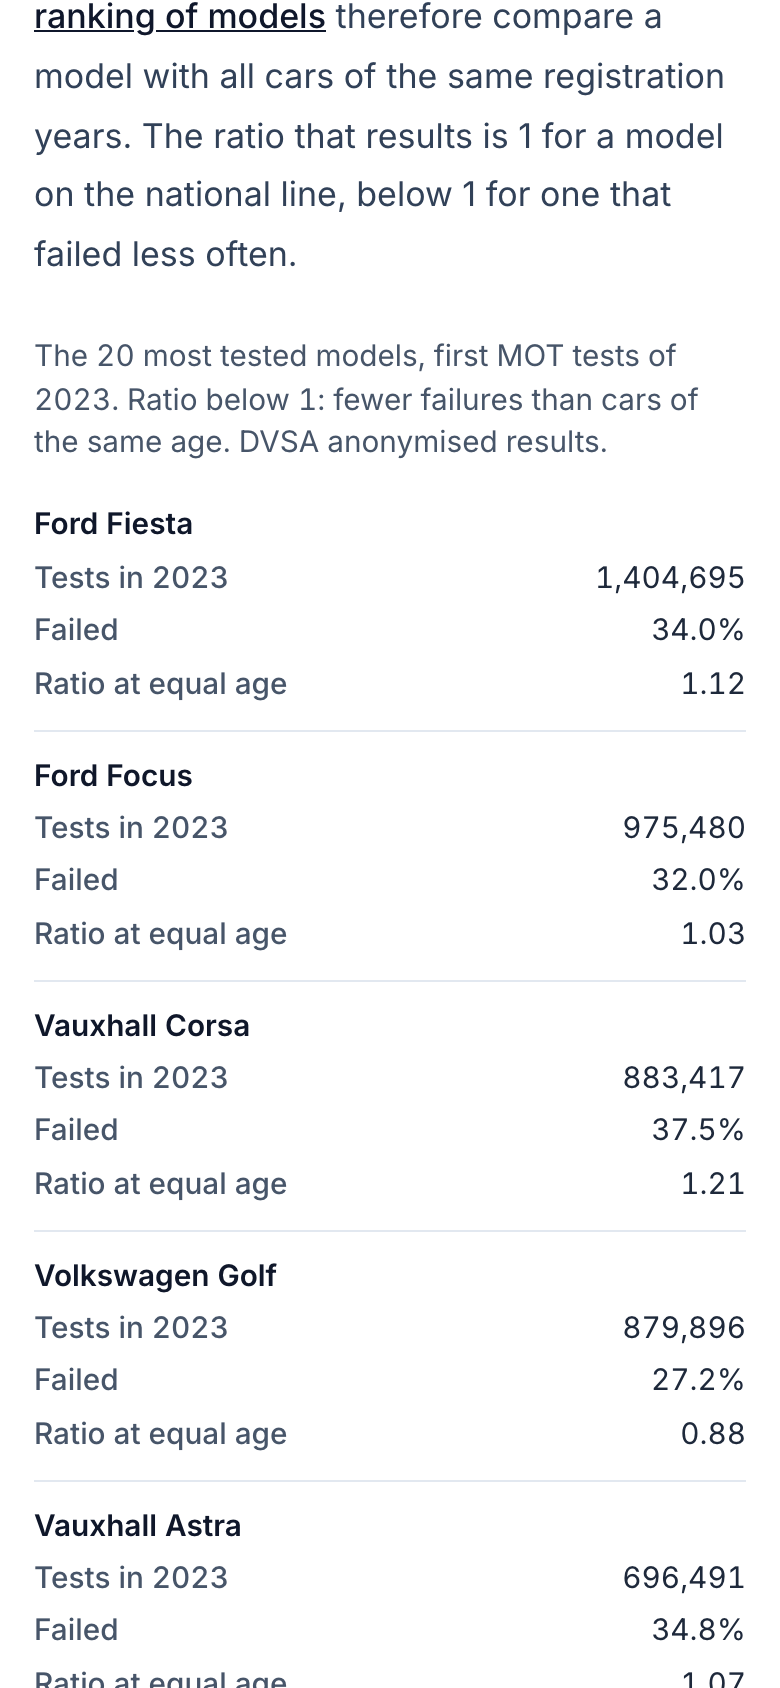 ranking of models therefore compare a
model with all cars of the same registration
years. The ratio that results is 1 for a model
on the national line, below 1 for one that
failed less often.
The 20 most tested models, first MOT tests of
2023. Ratio below 1: fewer failures than cars of
the same age. DVSA anonymised results.
Ford Fiesta
Tests in 2023 1,404,695
Failed 34.0%
Ratio at equal age 1.12
Ford Focus
Tests in 2023 975,480
Failed 32.0%
Ratio at equal age 1.03
Vauxhall Corsa
Tests in 2023 883,417
Failed 37.5%
Ratio at equal age 1.21
Volkswagen Golf
Tests in 2023 879,896
Failed 27.2%
Ratio at equal age 0.88
Vauxhall Astra
Tests in 2023 696,491
Failed 34.8%
Ratio at equal age 1.07